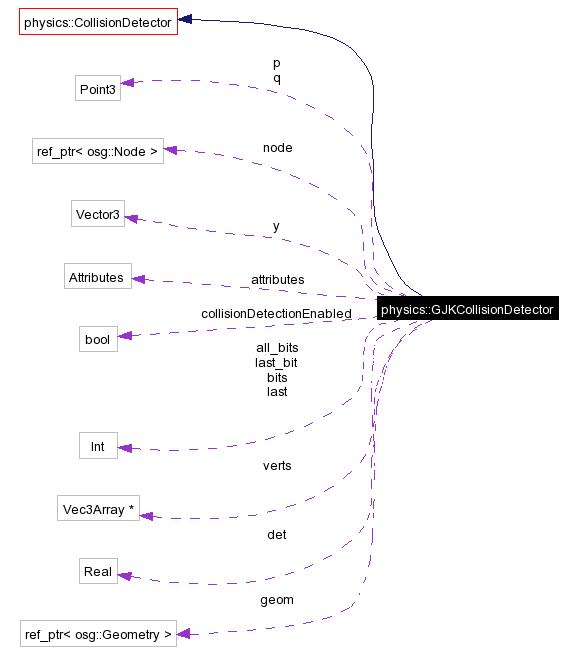 physics::CollisionDetector
p
q
Point3
node
ref_ptr< osg::Node >
Vector3
y
Attributes
attributes
physics::GJKCollisionDetector
collisionDetectionEnabled
bool
all_bits
last_bit
bits
last
Int
verts
Vec3Array *
det
Real
geom
ref_ptr< osg::Geometry >